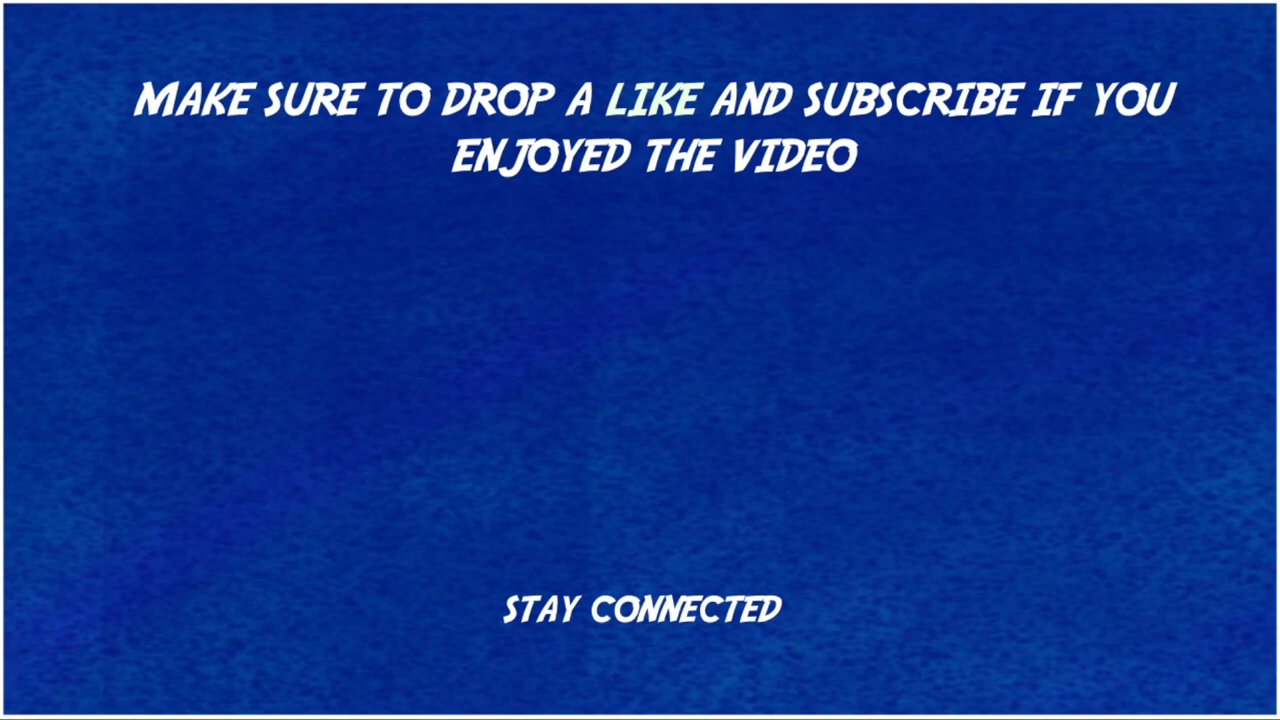 MAKE SURE TO DROP A LIKE AND SUBSCRIBE IF YOU
ENJOYED THE VIDEO
STAY CONNECTED